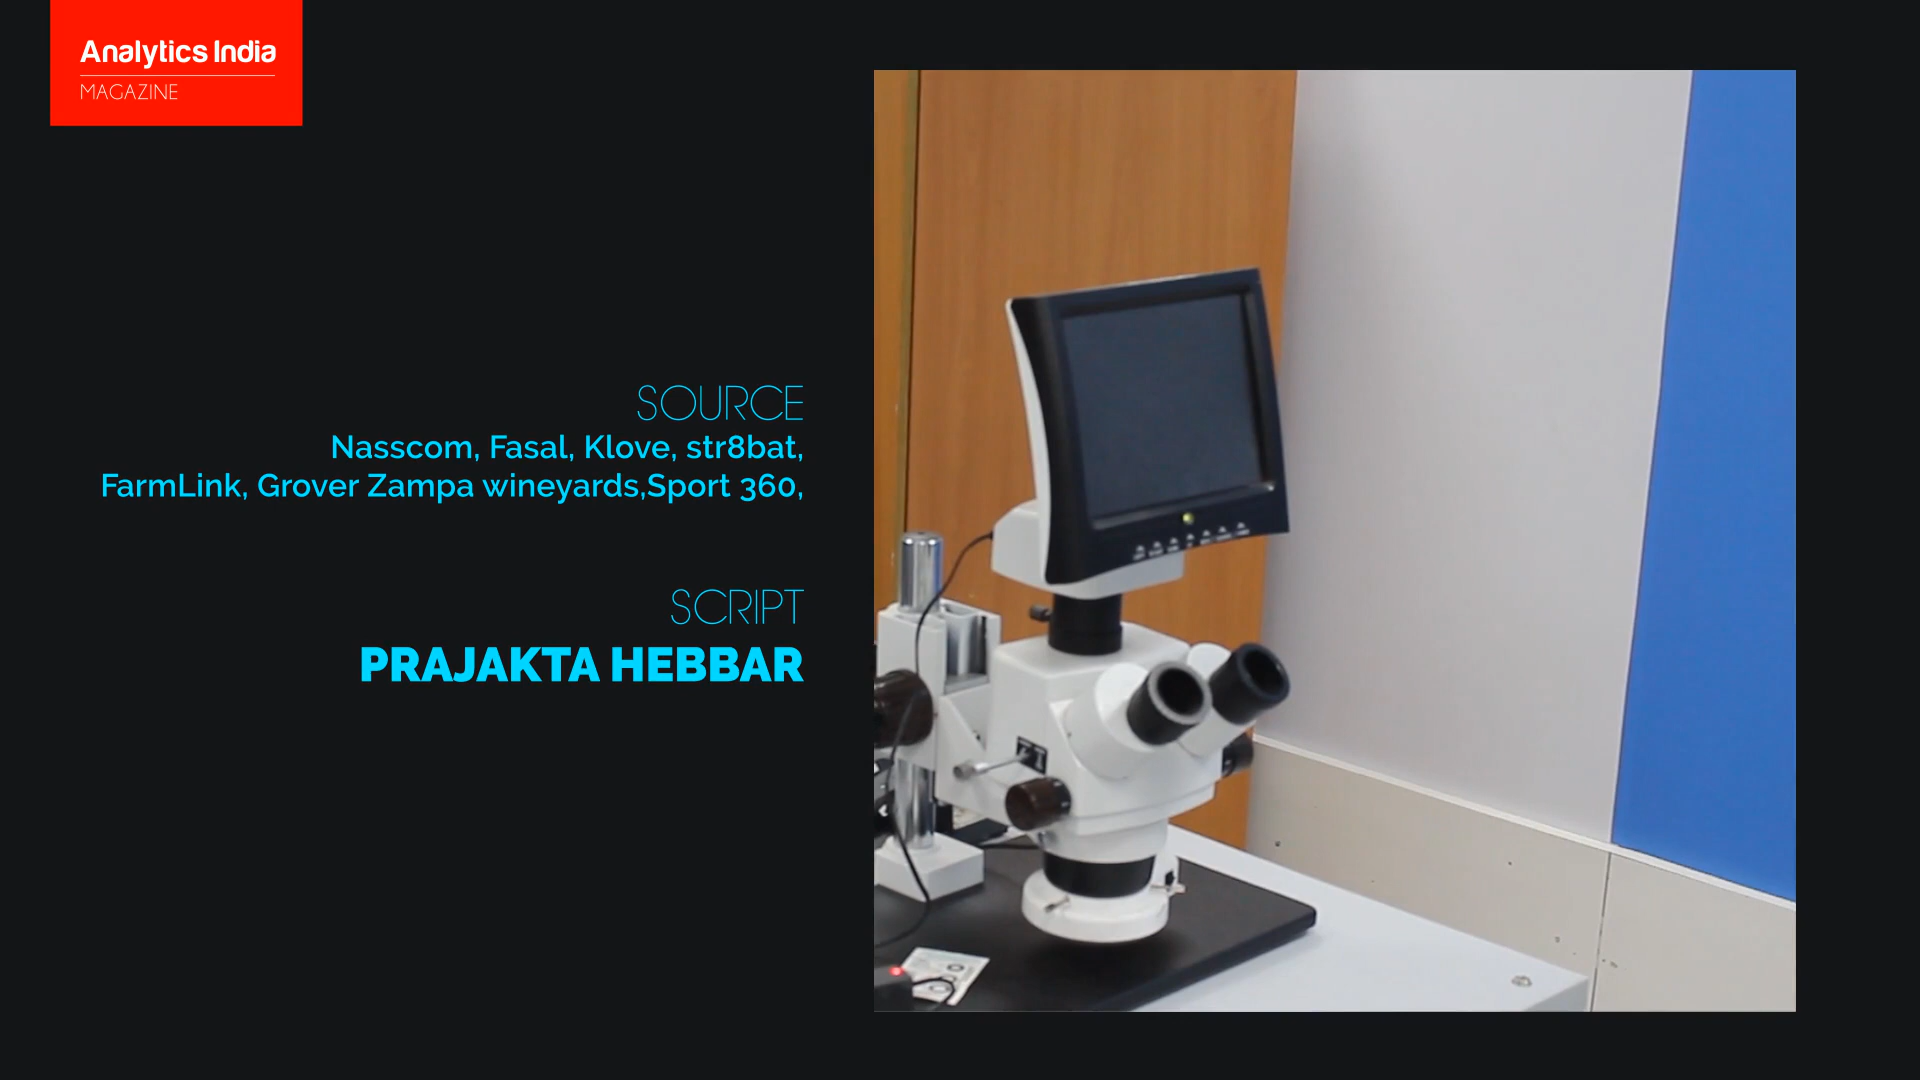 Analytics India
MAGAZINE
SOURCE
Nasscom, Fasal, Klove, str8bat,
FarmLink, Grover Zampa wineyards,Sport 360,
SCRIPT
PRAJAKTA HEBBAR